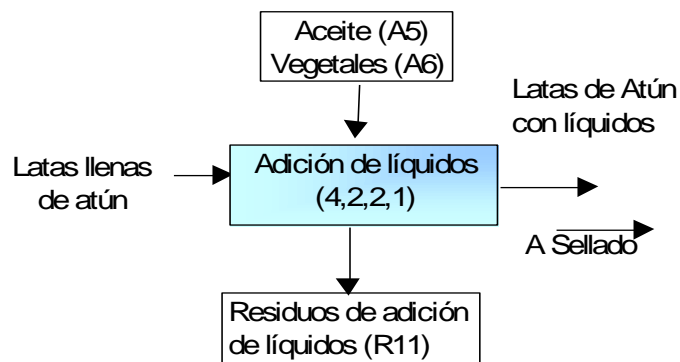 Aceite (A5)
Vegetales (A6)
Latas de Atún
con líquidos
Latas llenas
de atún
Adición de líquidos
(4,2,2,1)
A Sellado
Residuos de adición
de líquidos (R11)